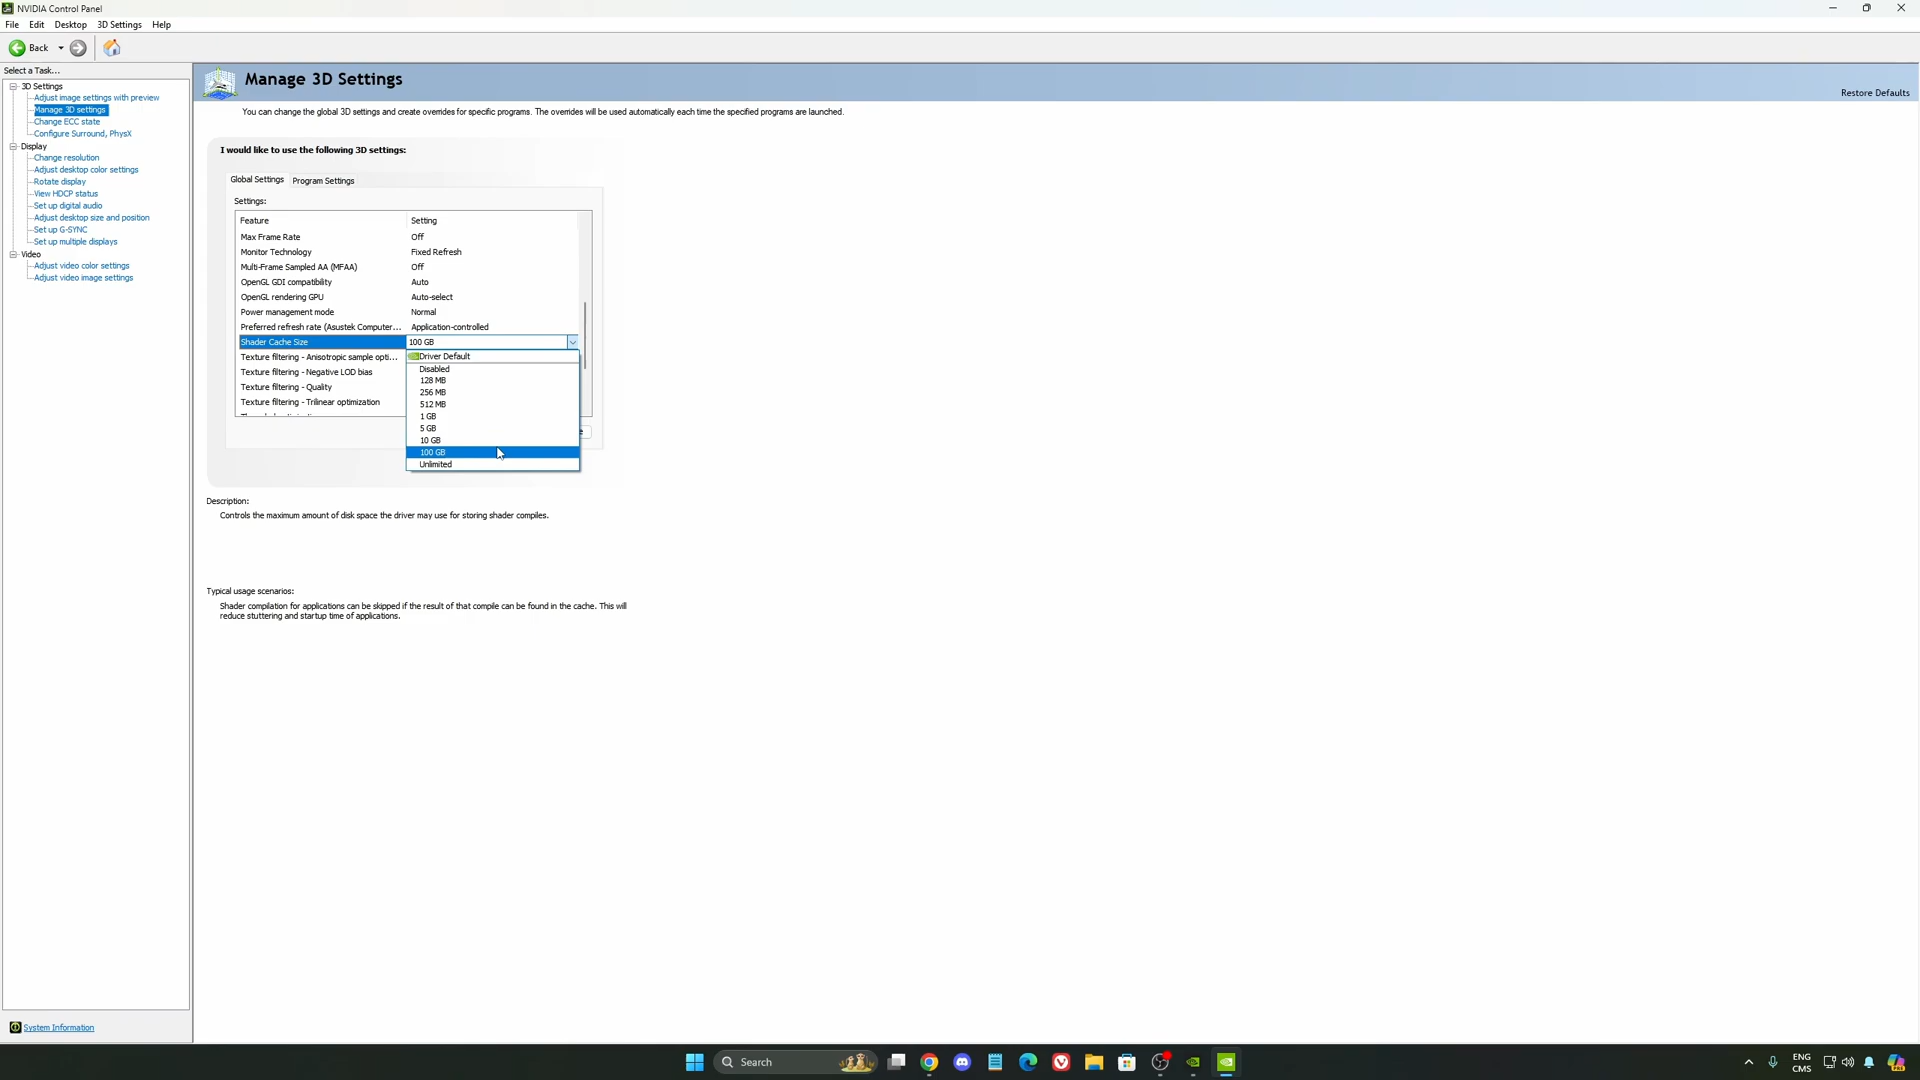 NVIDIA Control Panel
File Edit Desktop 3D Settings Help
Back
Select a Task...
3D Settings
Adjust image settings with preview
Manage 3D settings
Change ECC state
Configure Surround, PhysX
Display
Change resolution
Adjust desktop color settings
Rotate display
View HDCP status
Set up digital audio
Adjust desktop size and position
Set up G-SYNC
Set up multiple displays
Video
Adjust video color settings
Adjust video image settings
System Information
Manage 3D Settings
Restore Defaults
You can change the global 3D settings and create overrides for specific programs. The overrides will be used automatically each time the specified programs are launched.
I would like to use the following 3D settings:
Global Settings Program Settings
Settings:
Feature Setting
Max Frame Rate Off
Monitor Technology Fixed Refresh
Multi-Frame Sampled AA (MFAA) Off
OpenGL GDI compatibility Auto
OpenGL rendering GPU Auto-select
Power management mode Normal
Preferred refresh rate (Asustek Computer... Application-controlled
Shader Cache Size 100 GB
Texture filtering - Anisotropic sample opti...
Texture filtering - Negative LOD bias
Texture filtering - Quality
Texture filtering - Trilinear optimization
Driver Default
Disabled
128 MB
256 MB
512 MB
1 GB
5 GB
10 GB
100 GB
Unlimited
Description:
Controls the maximum amount of disk space the driver may use for storing shader compiles.
Typical usage scenarios:
Shader compilation for applications can be skipped if the result of that compile can be found in the cache. This will
reduce stuttering and startup time of applications.
Search
ENG
CMS